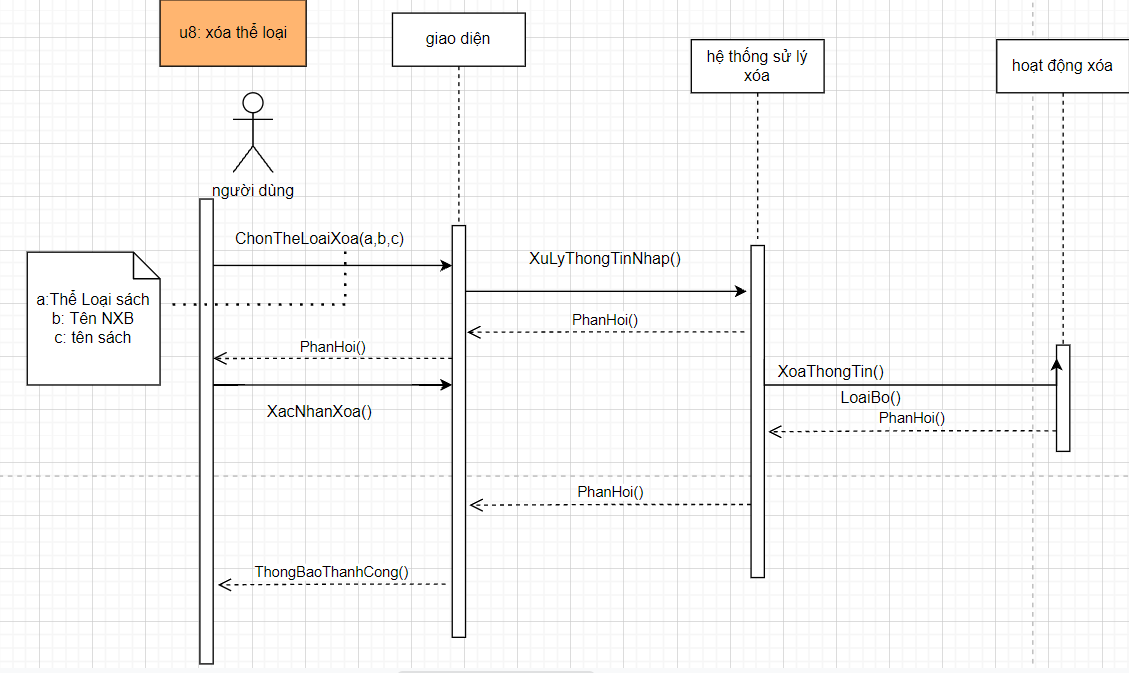 u8: xóa thể loại
giao diện
hệ thống sử lý
xóa
hoạt động xóa
người dùng
ChonTheLoaiXoa(a,b,c)
XuLyThongTinNhap()
a:Thể Loại sách
b: Tên NXB
c: tên sách
PhanHoi()
PhanHoi()
XoaThongTin()
LoaiBo()
XacNhanXoa()
PhanHoi()
PhanHoi()
ThongBaoThanhCong()